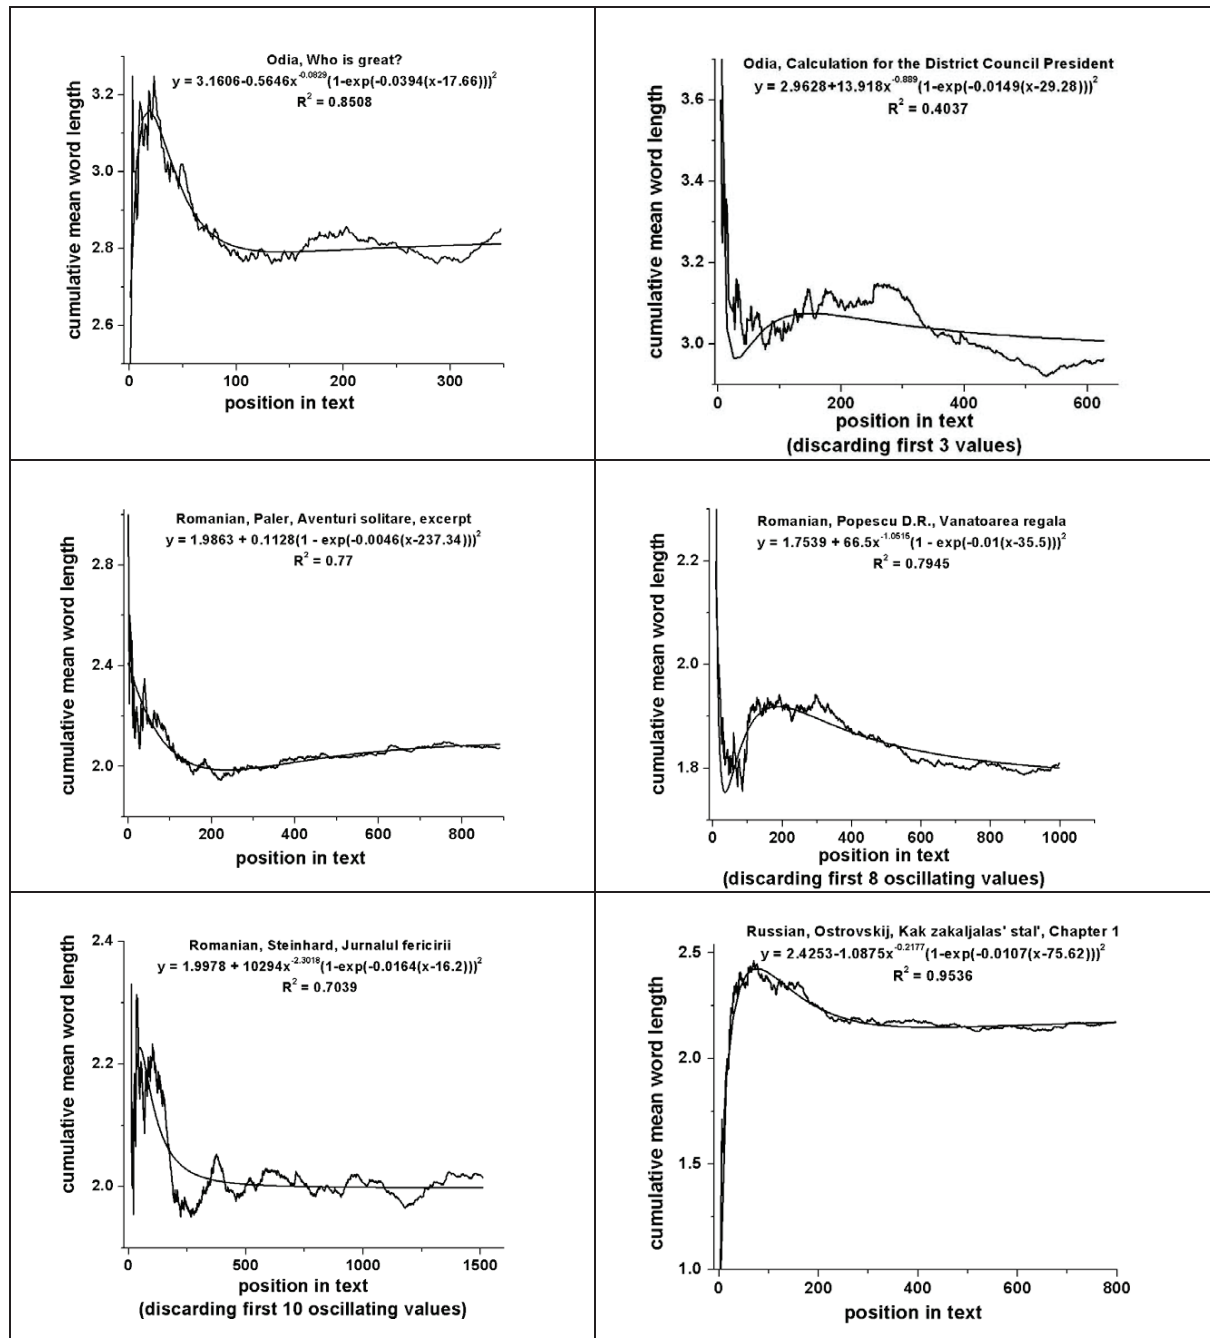 Odia, Who is great?
y = 3.1606-0.5646x^-0.0829(1-exp(-0.0394(x-17.66)))^2
R^2 = 0.8508
cumulative mean word length
3.2
3.0
2.8
2.6
0 100 200 300
position in text
Odia, Calculation for the District Council President
y = 2.9628+13.918x^-0.889(1-exp(-0.0149(x-29.28)))^2
R^2 = 0.4037
cumulative mean word length
3.6
3.4
3.2
3.0
0 200 400 600
position in text
(discarding first 3 values)
Romanian, Paler, Aventuri solitare, excerpt
y = 1.9863 + 0.1128(1 - exp(-0.0046(x-237.34)))^2
R^2 = 0.77
cumulative mean word length
2.8
2.4
2.0
0 200 400 600 800
position in text
Romanian, Popescu D.R., Vanatoarea regala
y = 1.7539 + 66.5x^-1.0515(1 - exp(-0.01(x-35.5)))^2
R^2 = 0.7945
cumulative mean word length
2.2
2.0
1.8
0 200 400 600 800 1000
position in text
(discarding first 8 oscillating values)
Romanian, Steinhard, Jurnalul fericirii
y = 1.9978 + 10294x^-2.3018(1-exp(-0.0164(x-16.2)))^2
R^2 = 0.7039
cumulative mean word length
2.4
2.2
2.0
0 500 1000 1500
position in text
(discarding first 10 oscillating values)
Russian, Ostrovskij, Kak zakaljalas' stal', Chapter 1
y = 2.4253-1.0875x^-0.2177(1-exp(-0.0107(x-75.62)))^2
R^2 = 0.9536
cumulative mean word length
2.5
2.0
1.5
1.0
0 200 400 600 800
position in text